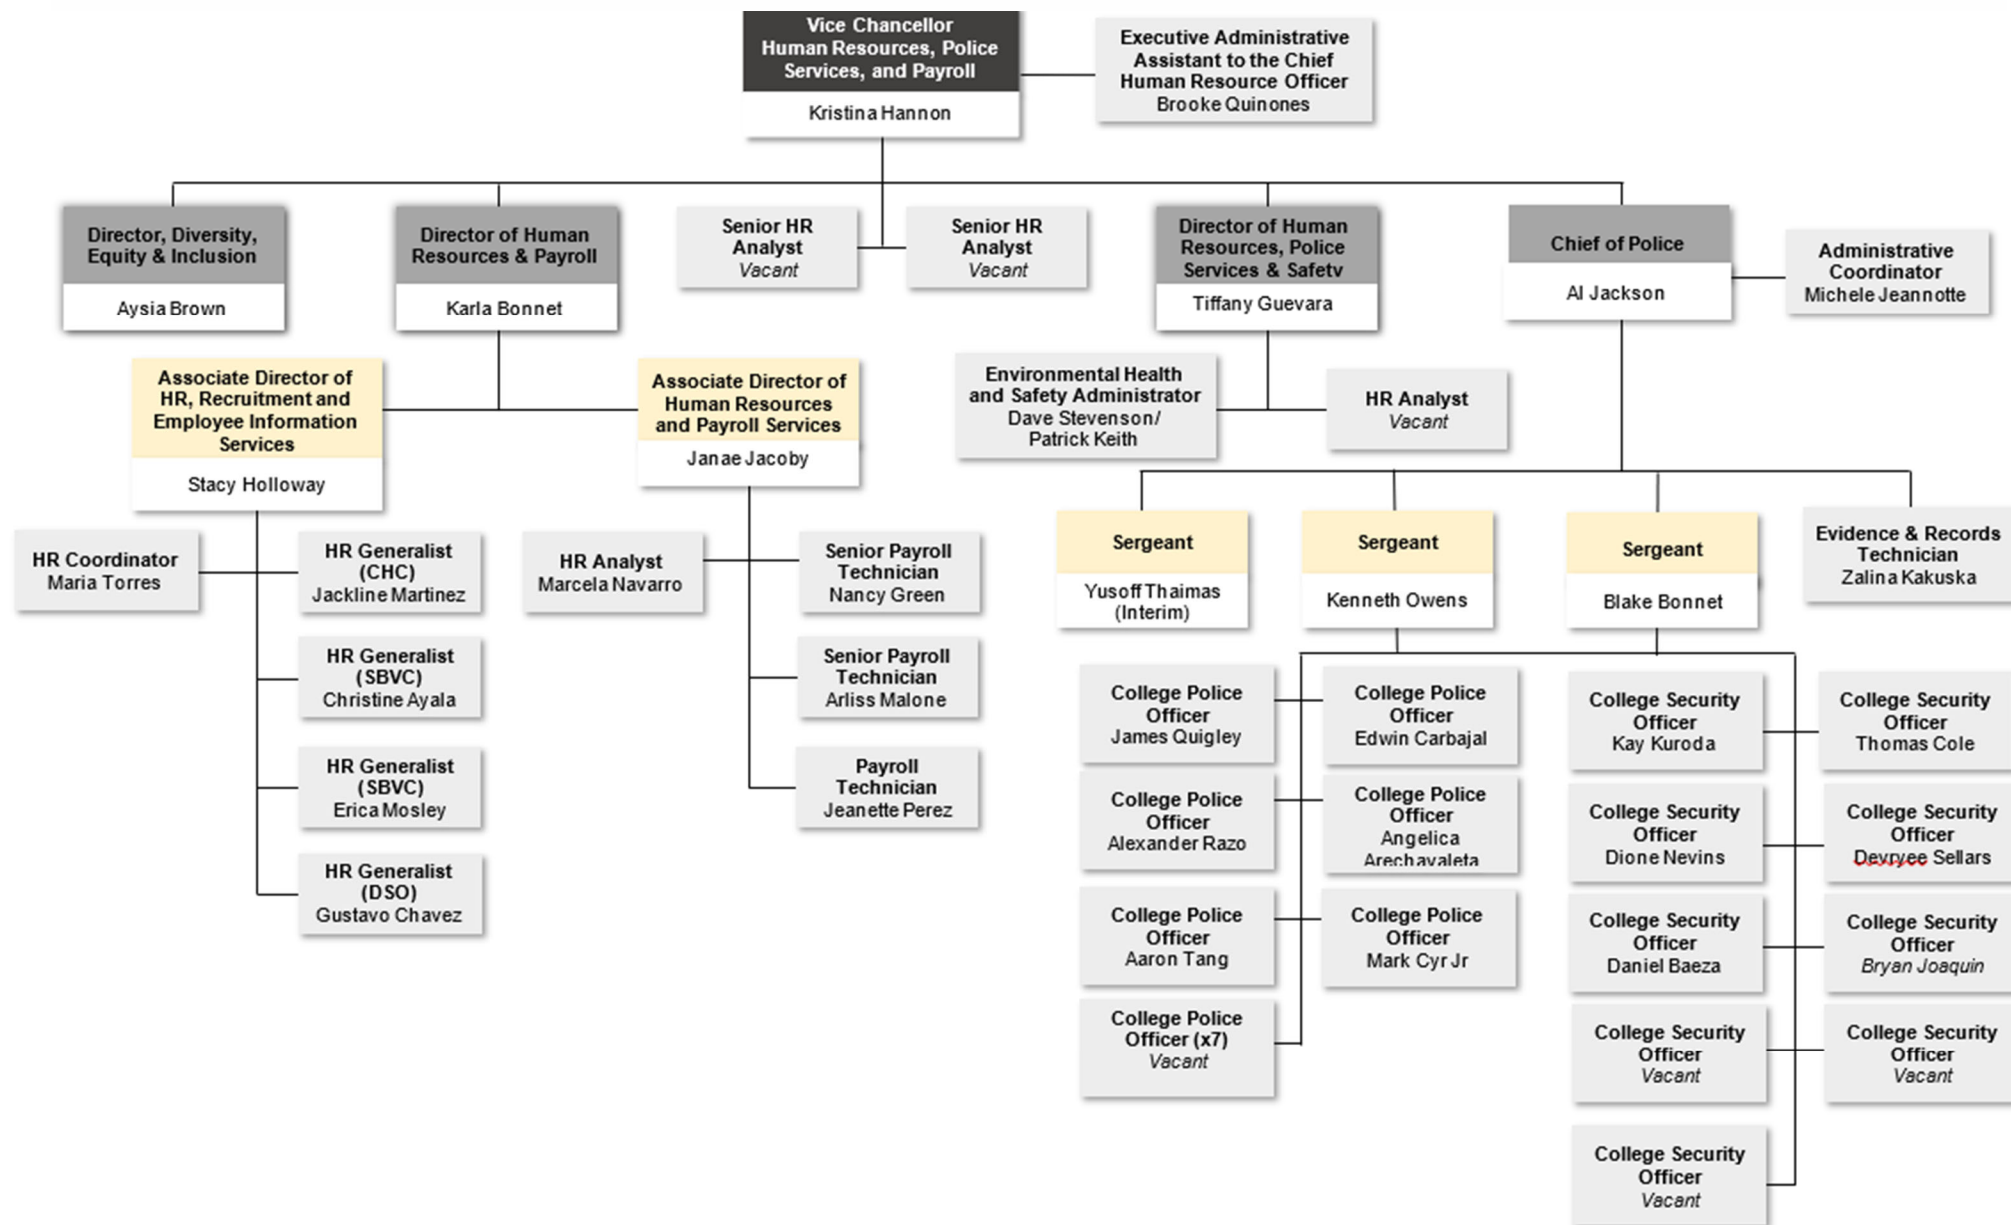 Vice Chancellor
Human Resources, Police
Services, and Payroll
Kristina Hannon
Executive Administrative
Assistant to the Chief
Human Resource Officer
Brooke Quinones
Director, Diversity,
Equity & Inclusion
Aysia Brown
Director of Human
Resources & Payroll
Karla Bonnet
Senior HR
Analyst
Vacant
Senior HR
Analyst
Vacant
Director of Human
Resources, Police
Services & Safety
Tiffany Guevara
Chief of Police
Al Jackson
Administrative
Coordinator
Michele Jeannotte
Associate Director of
HR, Recruitment and
Employee Information
Services
Stacy Holloway
Associate Director of
Human Resources
and Payroll Services
Janae Jacoby
Environmental Health
and Safety Administrator
Dave Stevenson/
Patrick Keith
HR Analyst
Vacant
HR Coordinator
Maria Torres
HR Generalist
(CHC)
Jackline Martinez
HR Generalist
(SBVC)
Christine Ayala
HR Generalist
(SBVC)
Erica Mosley
HR Generalist
(DSO)
Gustavo Chavez
HR Analyst
Marcela Navarro
Senior Payroll
Technician
Nancy Green
Senior Payroll
Technician
Arliss Malone
Payroll
Technician
Jeanette Perez
Sergeant
Yusoff Thaimas
(Interim)
Sergeant
Kenneth Owens
Sergeant
Blake Bonnet
Evidence & Records
Technician
Zalina Kakuska
College Police
Officer
James Quigley
College Police
Officer
Edwin Carbajal
College Police
Officer
Alexander Razo
College Police
Officer
Angelica
Arechavaleta
College Police
Officer
Aaron Tang
College Police
Officer
Mark Cyr Jr
College Police
Officer (x7)
Vacant
College Security
Officer
Kay Kuroda
College Security
Officer
Thomas Cole
College Security
Officer
Dione Nevins
College Security
Officer
Devryee Sellars
College Security
Officer
Daniel Baeza
College Security
Officer
Bryan Joaquin
College Security
Officer
Vacant
College Security
Officer
Vacant
College Security
Officer
Vacant